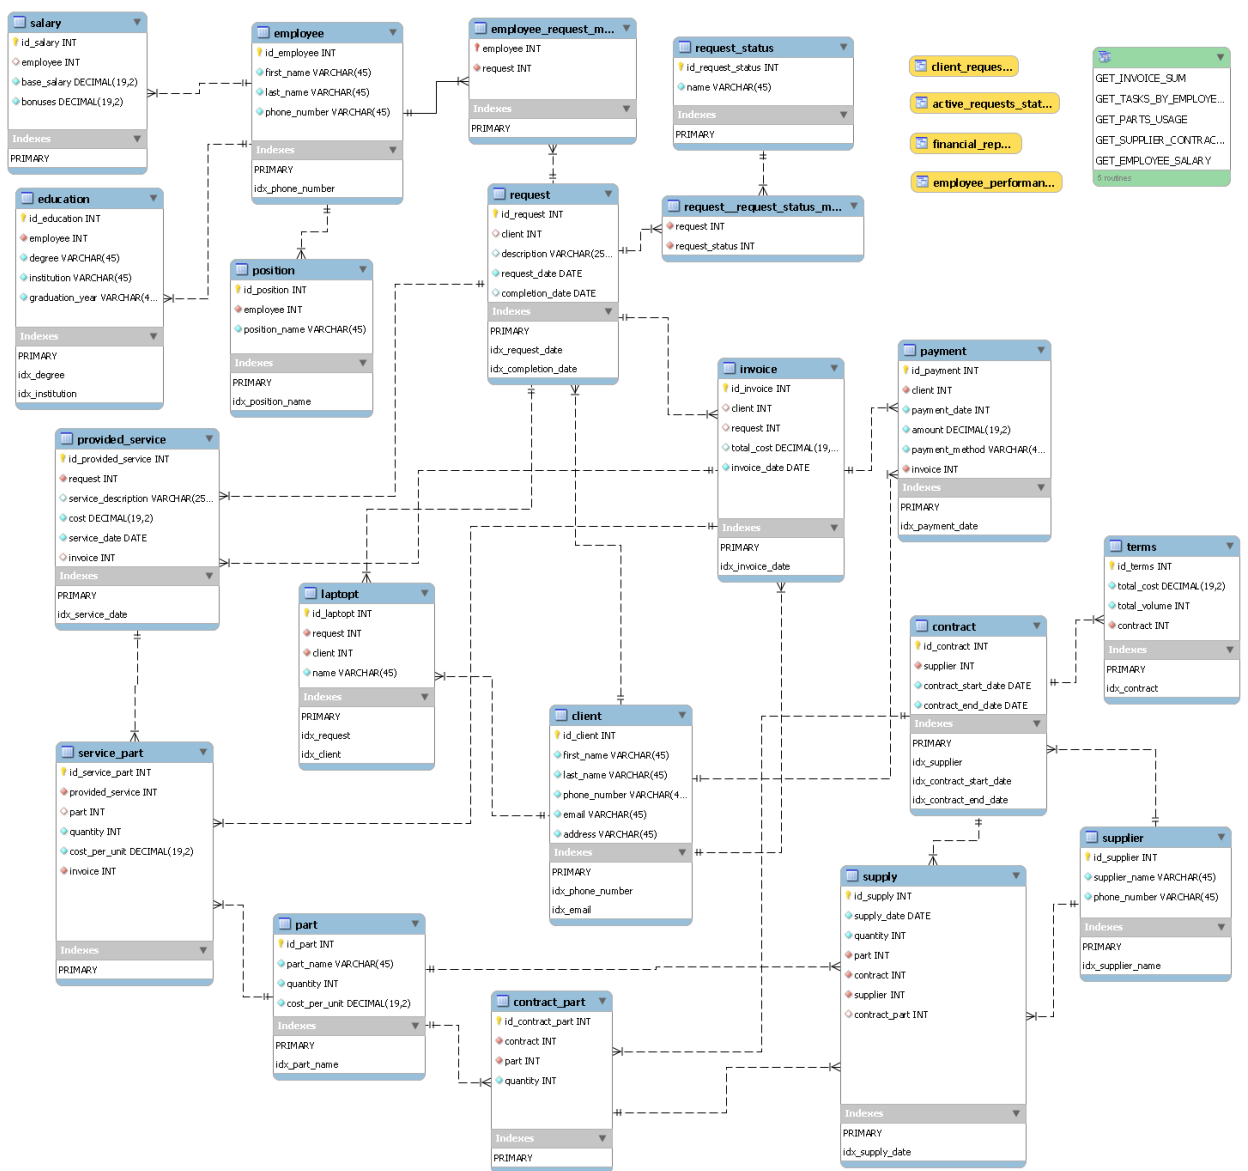 salary
id_salary INT
employee INT
base_salary DECIMAL(19,2)
bonuses DECIMAL(19,2)
Indexes
PRIMARY
employee
id_employee INT
first_name VARCHAR(45)
last_name VARCHAR(45)
phone_number VARCHAR(45)
Indexes
PRIMARY
idx_phone_number
employee_request_m...
employee INT
request INT
Indexes
PRIMARY
request_status
id_request_status INT
name VARCHAR(45)
Indexes
PRIMARY
client_reques...
active_requests_stat...
financial_rep...
employee_performan...
GET_INVOICE_SUM
GET_TASKS_BY_EMPLOYE...
GET_PARTS_USAGE
GET_SUPPLIER_CONTRAC...
GET_EMPLOYEE_SALARY
5 routines
education
id_education INT
employee INT
degree VARCHAR(45)
institution VARCHAR(45)
graduation_year VARCHAR(4...
Indexes
PRIMARY
idx_degree
idx_institution
position
id_position INT
employee INT
position_name VARCHAR(45)
Indexes
PRIMARY
idx_position_name
request
id_request INT
client INT
description VARCHAR(25...
request_date DATE
completion_date DATE
Indexes
PRIMARY
idx_request_date
idx_completion_date
request__request_status_m...
request INT
request_status INT
Indexes
invoice
id_invoice INT
client INT
request INT
total_cost DECIMAL(19,...
invoice_date DATE
Indexes
PRIMARY
idx_invoice_date
payment
id_payment INT
client INT
payment_date INT
amount DECIMAL(19,2)
payment_method VARCHAR(4...
invoice INT
Indexes
PRIMARY
idx_payment_date
provided_service
id_provided_service INT
request INT
service_description VARCHAR(25...
cost DECIMAL(19,2)
service_date DATE
invoice INT
Indexes
PRIMARY
idx_service_date
laptopt
id_laptopt INT
request INT
client INT
name VARCHAR(45)
Indexes
PRIMARY
idx_request
idx_client
terms
id_terms INT
total_cost DECIMAL(19,2)
total_volume INT
contract INT
Indexes
PRIMARY
idx_contract
contract
id_contract INT
supplier INT
contract_start_date DATE
contract_end_date DATE
Indexes
PRIMARY
idx_supplier
idx_contract_start_date
idx_contract_end_date
client
id_client INT
first_name VARCHAR(45)
last_name VARCHAR(45)
phone_number VARCHAR(4...
email VARCHAR(45)
address VARCHAR(45)
Indexes
PRIMARY
idx_phone_number
idx_email
service_part
id_service_part INT
provided_service INT
part INT
quantity INT
cost_per_unit DECIMAL(19,2)
invoice INT
Indexes
PRIMARY
supplier
id_supplier INT
supplier_name VARCHAR(45)
phone_number VARCHAR(45)
Indexes
PRIMARY
idx_supplier_name
supply
id_supply INT
supply_date DATE
quantity INT
part INT
contract INT
supplier INT
contract_part INT
Indexes
PRIMARY
idx_supply_date
part
id_part INT
part_name VARCHAR(45)
quantity INT
cost_per_unit DECIMAL(19,2)
Indexes
PRIMARY
idx_part_name
contract_part
id_contract_part INT
contract INT
part INT
quantity INT
Indexes
PRIMARY